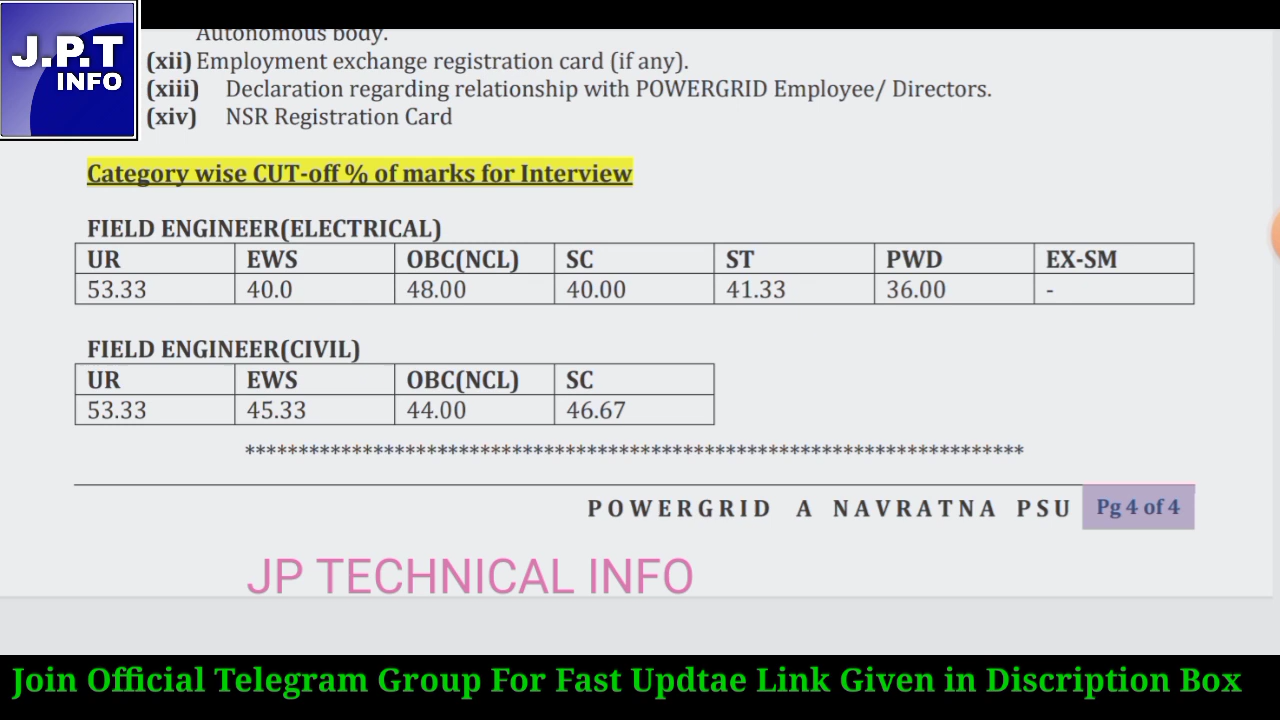 J.P.T
INFO
Autonomous body.
(xii) Employment exchange registration card (if any).
(xiii) Declaration regarding relationship with POWERGRID Employee/ Directors.
(xiv) NSR Registration Card
Category wise CUT-off % of marks for Interview
FIELD ENGINEER(ELECTRICAL)
UR EWS OBC(NCL) SC ST PWD EX-SM
53.33 40.0 48.00 40.00 41.33 36.00 -
FIELD ENGINEER(CIVIL)
UR EWS OBC(NCL) SC
53.33 45.33 44.00 46.67
**************************************************************************
POWERGRID A NAVRATNA PSU Pg 4 of 4
JP TECHNICAL INFO
Join Official Telegram Group For Fast Updtae Link Given in Discription Box